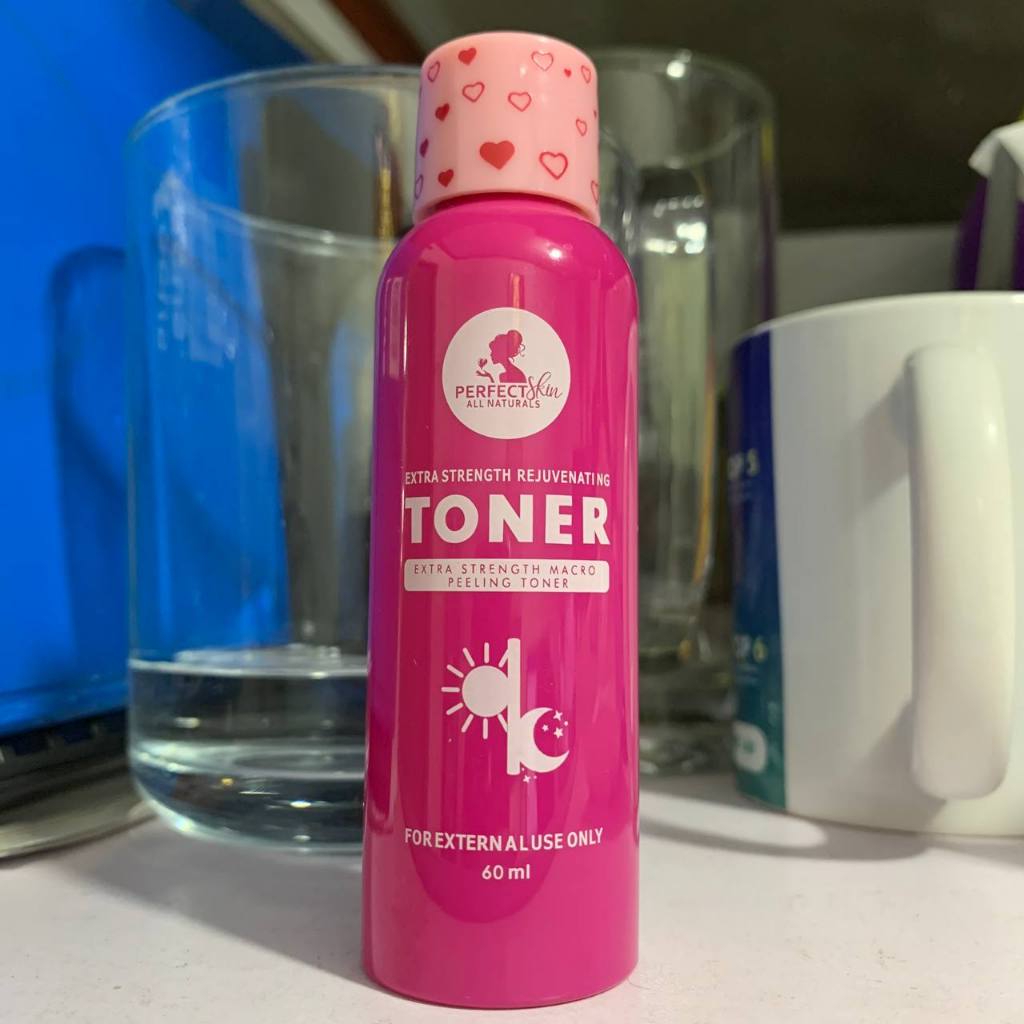 PERFECT Skin
ALL NATURALS
EXTRA STRENGTH REJUVENATING
TONER
EXTRA STRENGTH MACRO
PEELING TONER
FOR EXTERNAL USE ONLY
60 ml